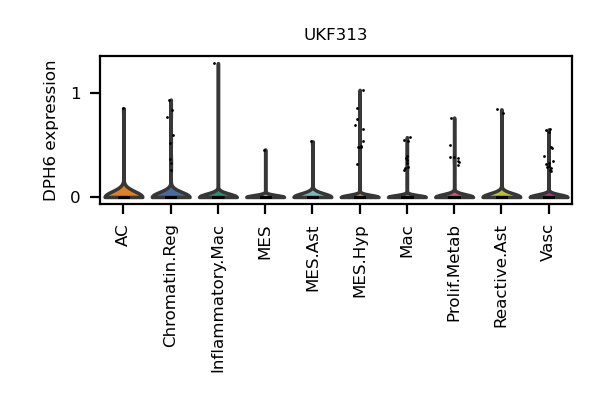 UKF313
DPH6 expression
1
0
AC
Chromatin.Reg
Inflammatory.Mac
MES
MES.Ast
MES.Hyp
Mac
Prolif.Metab
Reactive.Ast
Vasc